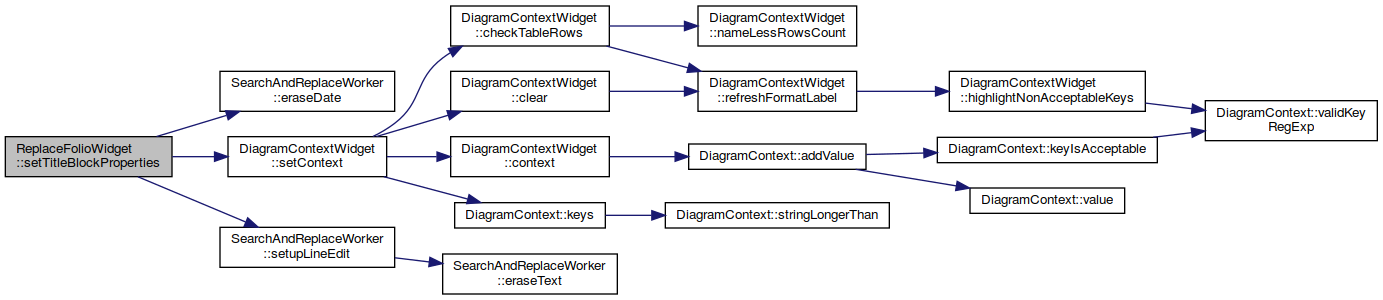 ReplaceFolioWidget
::setTitleBlockProperties
SearchAndReplaceWorker
::eraseDate
DiagramContextWidget
::setContext
SearchAndReplaceWorker
::setupLineEdit
DiagramContextWidget
::checkTableRows
DiagramContextWidget
::clear
DiagramContextWidget
::context
DiagramContext::keys
SearchAndReplaceWorker
::eraseText
DiagramContextWidget
::nameLessRowsCount
DiagramContextWidget
::refreshFormatLabel
DiagramContext::addValue
DiagramContext::stringLongerThan
DiagramContextWidget
::highlightNonAcceptableKeys
DiagramContext::keyIsAcceptable
DiagramContext::value
DiagramContext::validKey
RegExp